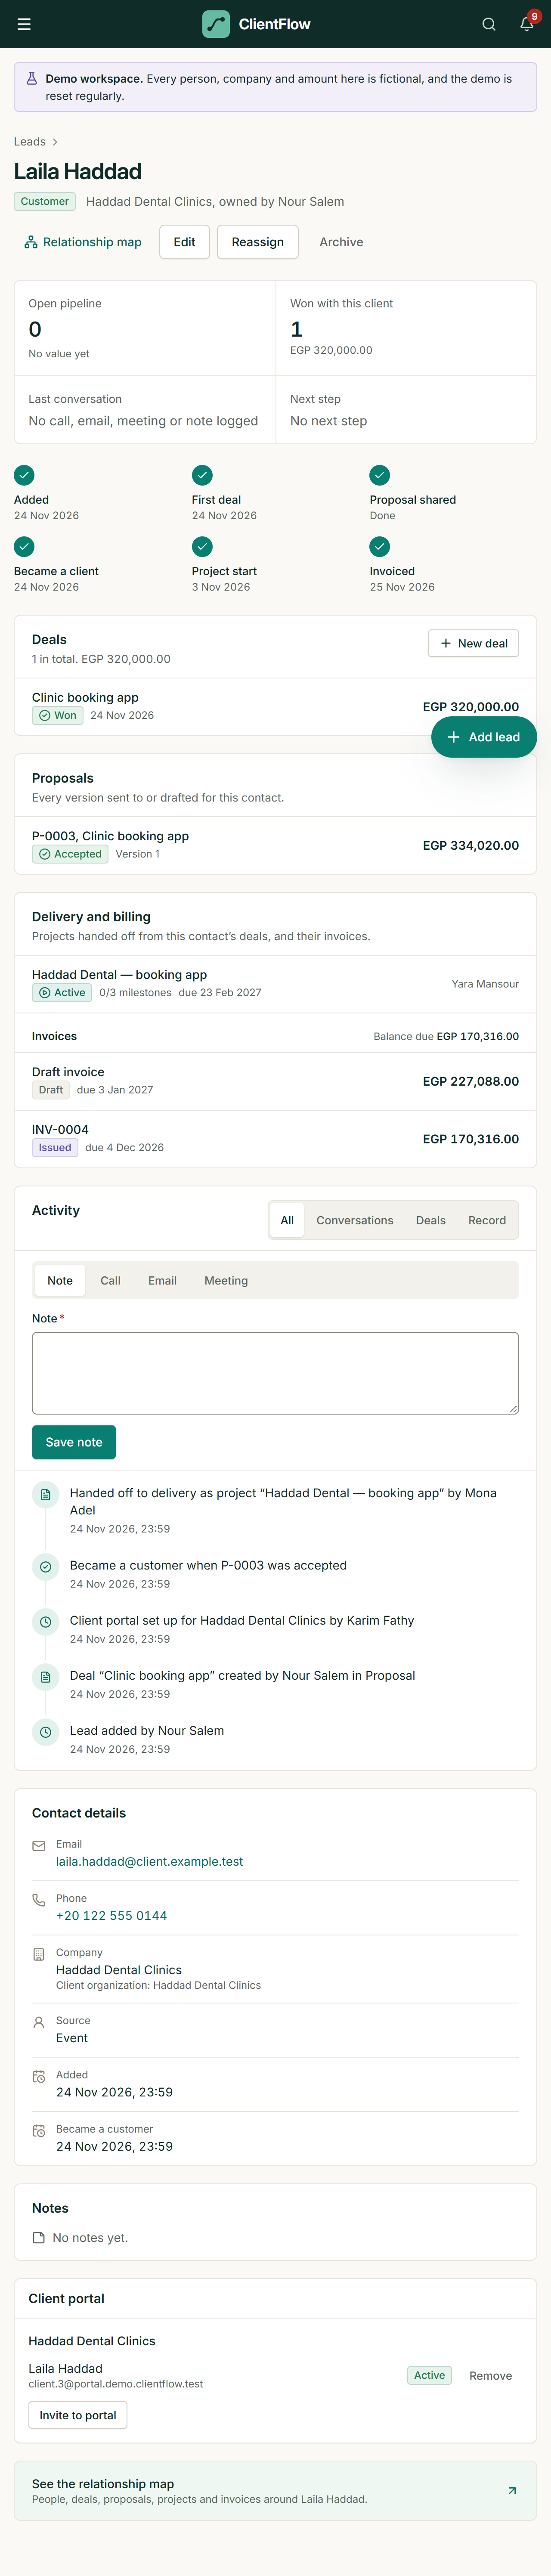 ClientFlow
9
Demo workspace. Every person, company and amount here is fictional, and the demo is
reset regularly.
Leads
Laila Haddad
Customer
Haddad Dental Clinics, owned by Nour Salem
Relationship map
Edit
Reassign
Archive
Open pipeline
0
No value yet
Won with this client
1
EGP 320,000.00
Last conversation
No call, email, meeting or note logged
Next step
No next step
Added
24 Nov 2026
First deal
24 Nov 2026
Proposal shared
Done
Became a client
24 Nov 2026
Project start
3 Nov 2026
Invoiced
25 Nov 2026
Deals
1 in total. EGP 320,000.00
New deal
Clinic booking app
Won
24 Nov 2026
EGP 320,000.00
Add lead
Proposals
Every version sent to or drafted for this contact.
P-0003, Clinic booking app
Accepted
Version 1
EGP 334,020.00
Delivery and billing
Projects handed off from this contact’s deals, and their invoices.
Haddad Dental — booking app
Active
0/3 milestones
due 23 Feb 2027
Yara Mansour
Invoices
Balance due EGP 170,316.00
Draft invoice
Draft
due 3 Jan 2027
EGP 227,088.00
INV-0004
Issued
due 4 Dec 2026
EGP 170,316.00
Activity
All
Conversations
Deals
Record
Note
Call
Email
Meeting
Note *
Save note
Handed off to delivery as project “Haddad Dental — booking app” by Mona
Adel
24 Nov 2026, 23:59
Became a customer when P-0003 was accepted
24 Nov 2026, 23:59
Client portal set up for Haddad Dental Clinics by Karim Fathy
24 Nov 2026, 23:59
Deal “Clinic booking app” created by Nour Salem in Proposal
24 Nov 2026, 23:59
Lead added by Nour Salem
24 Nov 2026, 23:59
Contact details
Email
laila.haddad@client.example.test
Phone
+20 122 555 0144
Company
Haddad Dental Clinics
Client organization: Haddad Dental Clinics
Source
Event
Added
24 Nov 2026, 23:59
Became a customer
24 Nov 2026, 23:59
Notes
No notes yet.
Client portal
Haddad Dental Clinics
Laila Haddad
client.3@portal.demo.clientflow.test
Active
Remove
Invite to portal
See the relationship map
People, deals, proposals, projects and invoices around Laila Haddad.